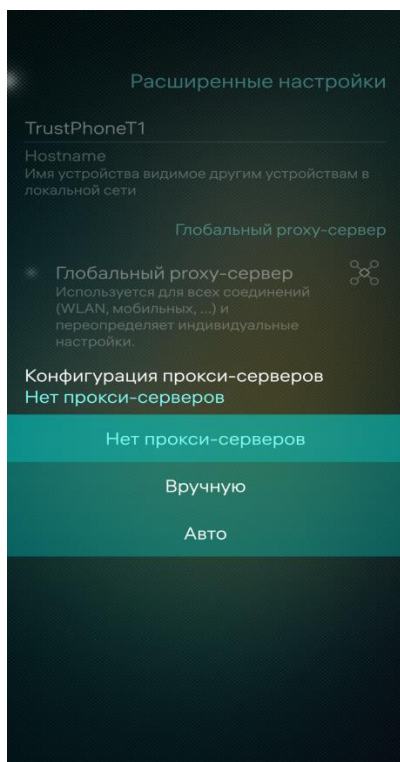 Расширенные настройки
TrustPhoneT1
Hostname
Имя устройства видимое другим устройствам в
локальной сети
Глобальный proxy-сервер
Глобальный proxy-сервер
Используется для всех соединений
(WLAN, мобильных, ...) и
переопределяет индивидуальные
настройки.
Конфигурация прокси-серверов
Нет прокси-серверов
Нет прокси-серверов
Вручную
Авто